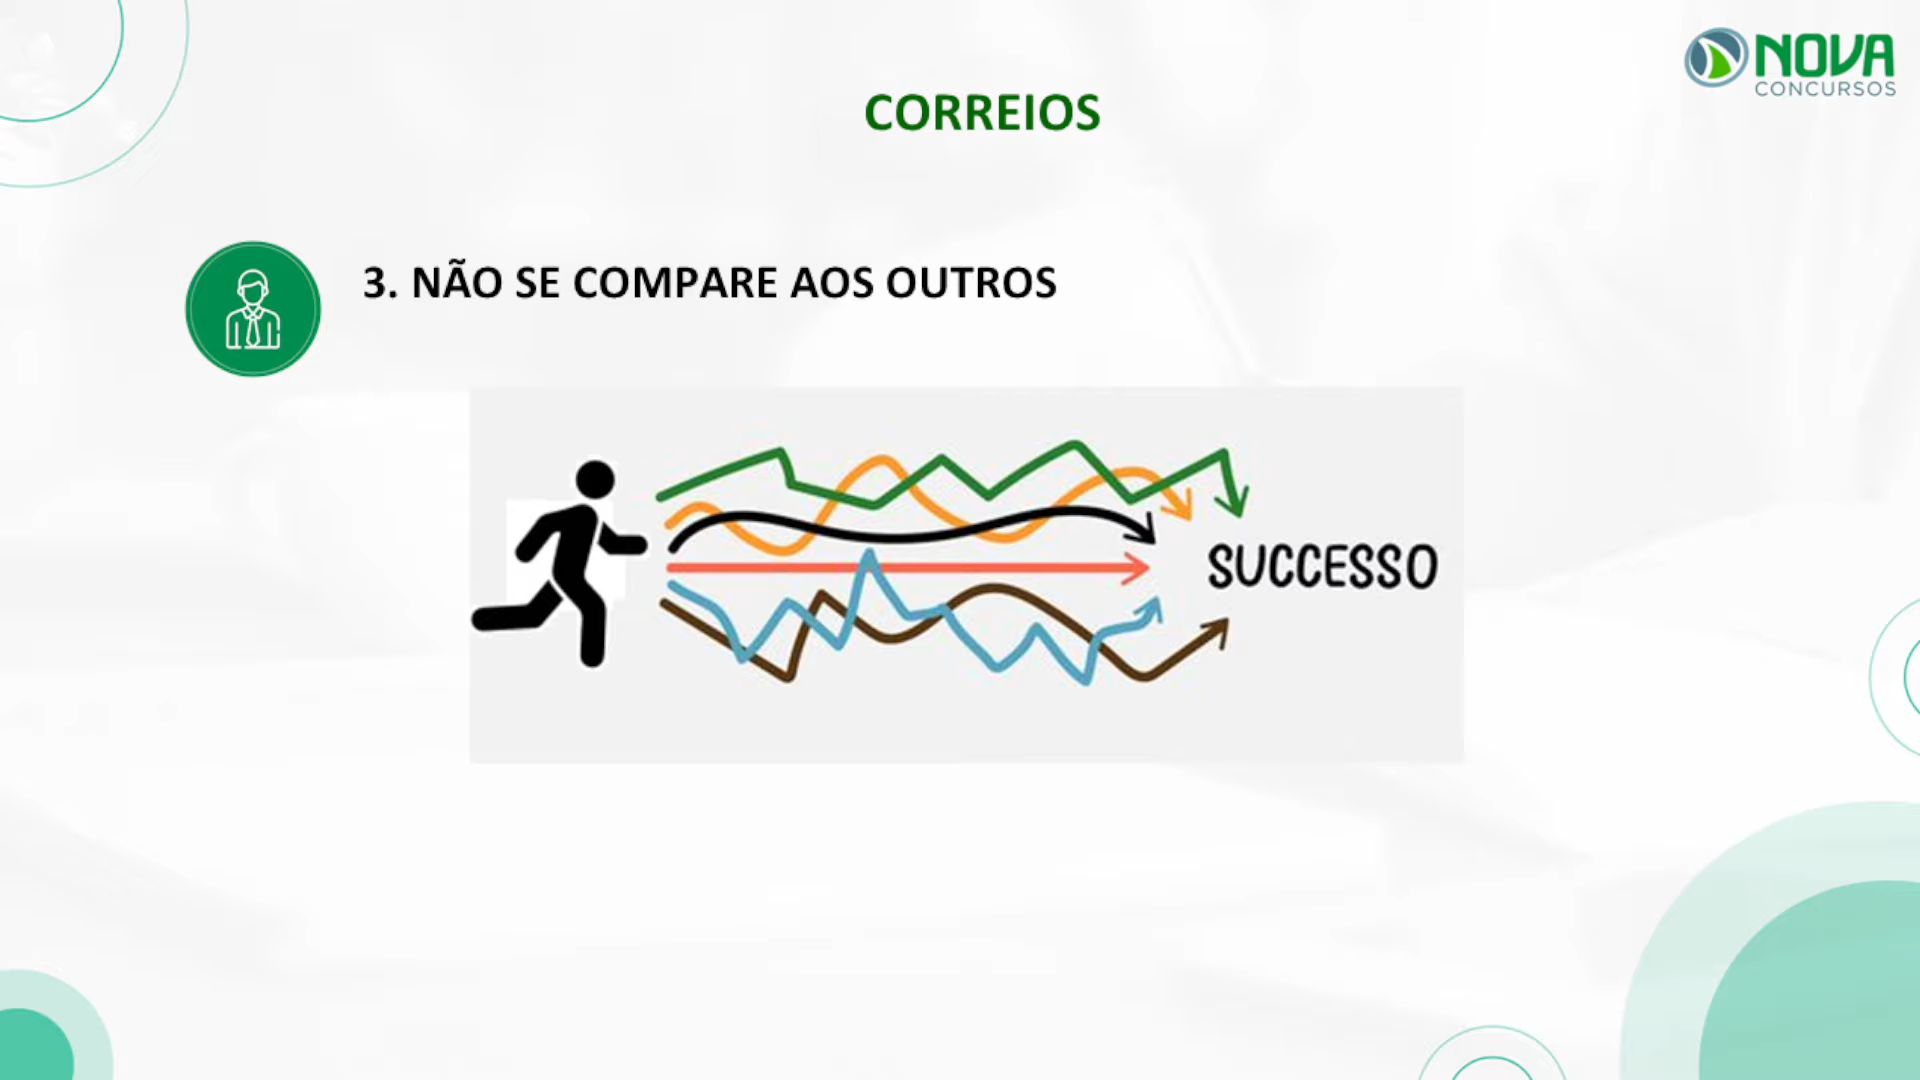 NOVA
CONCURSOS
CORREIOS
3. NÃO SE COMPARE AOS OUTROS
SUCCESSO